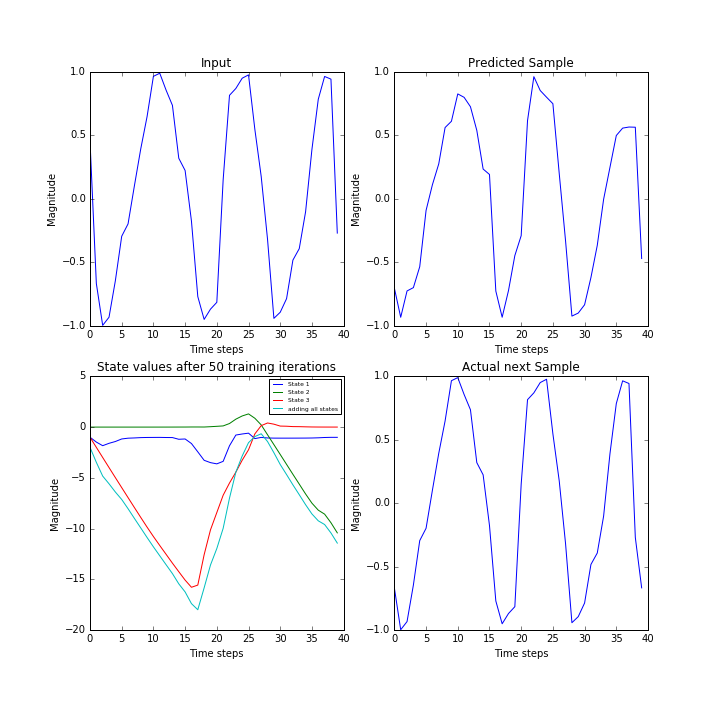 Input
Predicted Sample
1.0
0.5
0.0
−0.5
−1.0
Magnitude
0 5 10 15 20 25 30 35 40
Time steps
1.0
0.5
0.0
−0.5
−1.0
Magnitude
0 5 10 15 20 25 30 35 40
Time steps
State values after 50 training iterations
Actual next Sample
5
0
−5
−10
−15
−20
Magnitude
State 1
State 2
State 3
adding all states
0 5 10 15 20 25 30 35 40
Time steps
1.0
0.5
0.0
−0.5
−1.0
Magnitude
0 5 10 15 20 25 30 35 40
Time steps